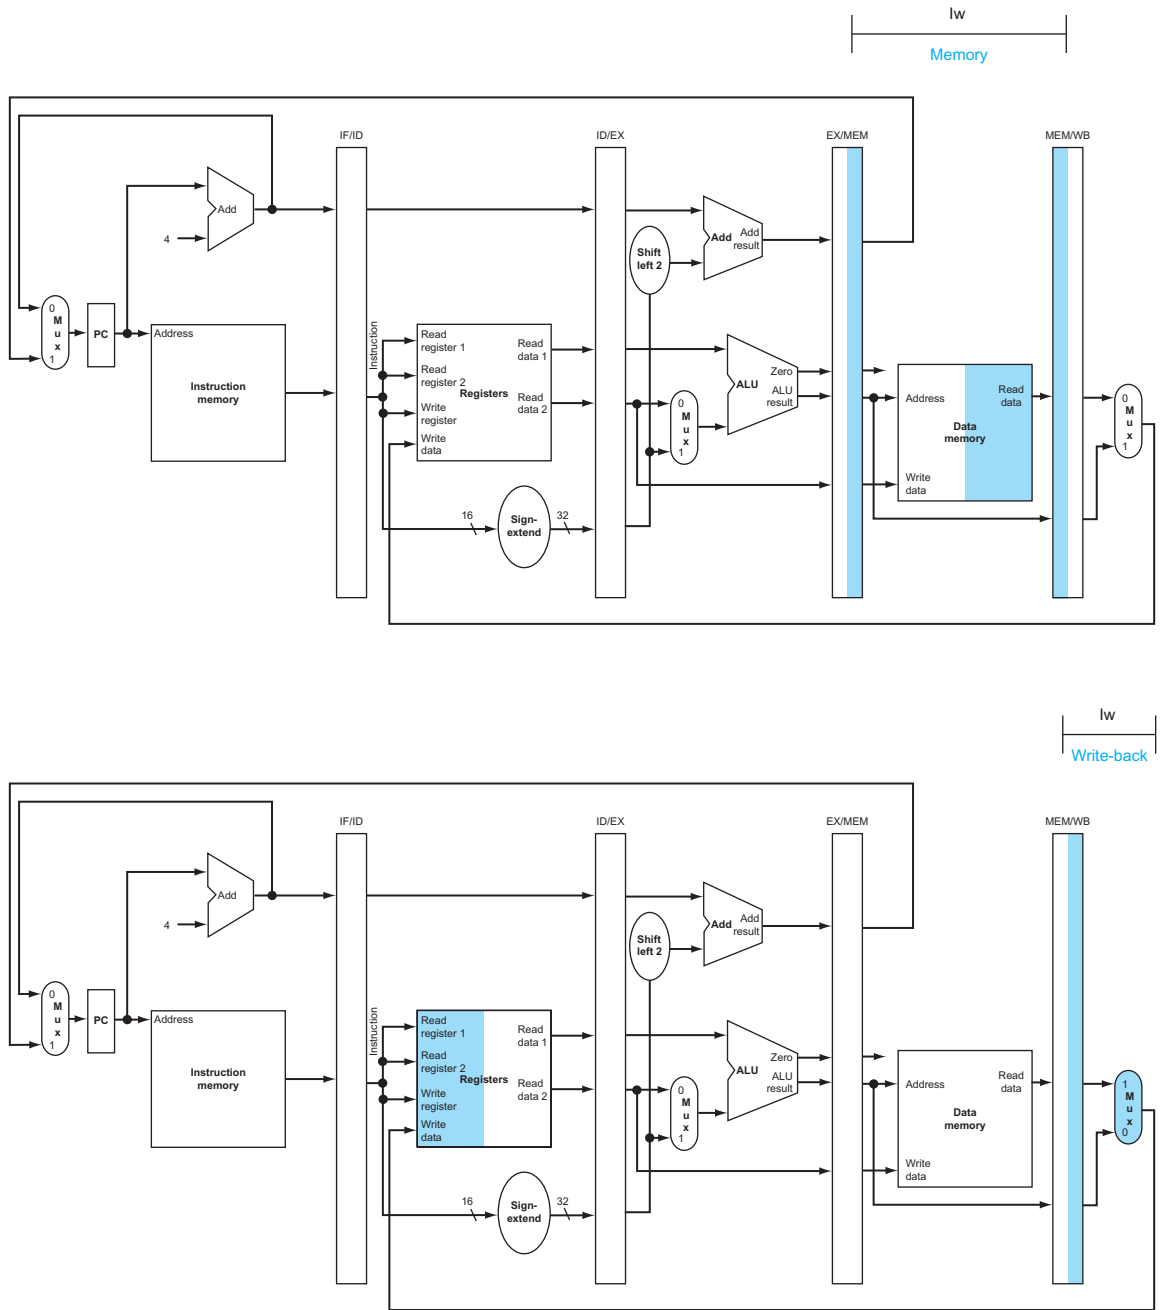 lw
Memory
IF/ID
ID/EX
EX/MEM
MEM/WB
Add
4
Shift
left 2
Add
Add
result
0
M
u
x
1
PC
Address
Instruction
memory
Instruction
Read
register 1
Read
register 2
Registers
Write
register
Write
data
Read
data 1
Read
data 2
16
Sign-
extend
32
0
M
u
x
1
ALU
Zero
ALU
result
Address
Read
data
Data
memory
Write
data
0
M
u
x
1
lw
Write-back
IF/ID
ID/EX
EX/MEM
MEM/WB
Add
4
Shift
left 2
Add
Add
result
0
M
u
x
1
PC
Address
Instruction
memory
Instruction
Read
register 1
Read
register 2
Registers
Write
register
Write
data
Read
data 1
Read
data 2
16
Sign-
extend
32
0
M
u
x
1
ALU
Zero
ALU
result
Address
Read
data
Data
memory
Write
data
1
M
u
x
0